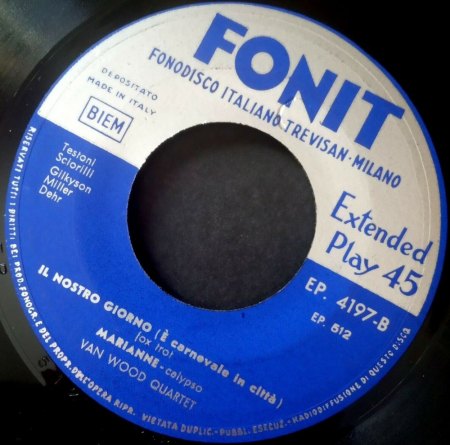 FONIT
FONODISCO ITALIANO TREVISAN-MILANO
DEPOSITATO
MADE IN ITALY
BIEM
Testoni
Sciorilli
Gilkyson
Miller
Dehr
Extended
Play 45
EP. 4197-B
EP. 512
IL NOSTRO GIORNO (È carnevale in città)
fox trot
MARIANNE - calypso
VAN WOOD QUARTET
RISERVATI TUTTI I DIRITTI DEL PROD. FONOGR. E DEL PROPR. DELL'OPERA RIPR. VIETATA DUPLIC.- PUBBL. ESECUZ.- RADIODIFFUSIONE DI QUESTO DISCO